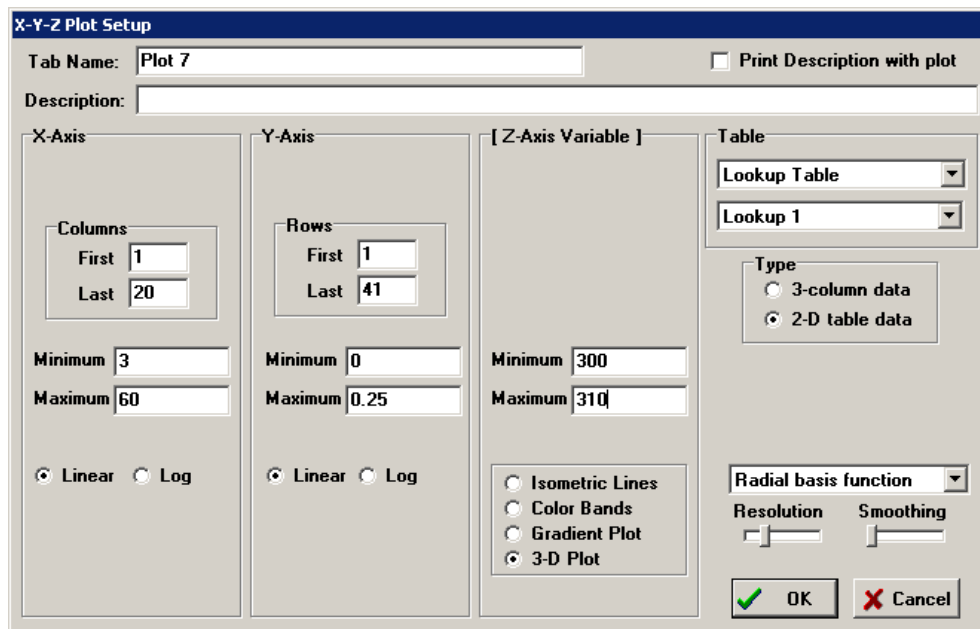 X-Y-Z Plot Setup
Tab Name: Plot 7
Print Description with plot
Description:
X-Axis
Columns
First 1
Last 20
Minimum 3
Maximum 60
Linear Log
Y-Axis
Rows
First 1
Last 41
Minimum 0
Maximum 0.25
Linear Log
[ Z-Axis Variable ]
Minimum 300
Maximum 310
Isometric Lines
Color Bands
Gradient Plot
3-D Plot
Table
Lookup Table
Lookup 1
Type
3-column data
2-D table data
Radial basis function
Resolution Smoothing
OK Cancel